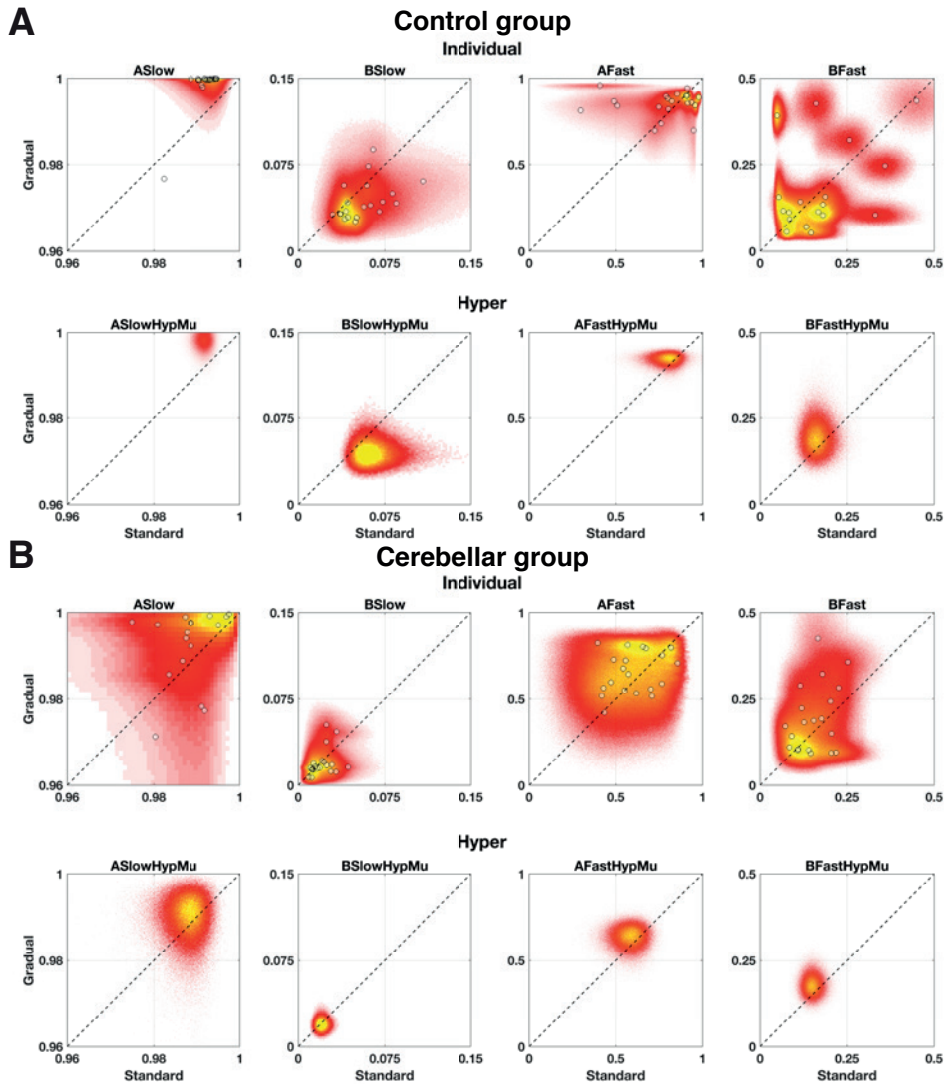 A
Control group
Individual
ASlow BSlow AFast BFast
1 0.15 1 0.5
Gradual
0.98 0.075 0.5 0.25
0.96 0 0 0
0.96 0.98 1 0 0.075 0.15 0 0.5 1 0 0.25 0.5
Hyper
ASlowHypMu BSlowHypMu AFastHypMu BFastHypMu
1 0.15 1 0.5
Gradual
0.98 0.075 0.5 0.25
0.96 0 0 0
0.96 0.98 1 0 0.075 0.15 0 0.5 1 0 0.25 0.5
Standard Standard Standard Standard
B
Cerebellar group
Individual
ASlow BSlow AFast BFast
1 0.15 1 0.5
Gradual
0.98 0.075 0.5 0.25
0.96 0 0 0
0.96 0.98 1 0 0.075 0.15 0 0.5 1 0 0.25 0.5
Hyper
ASlowHypMu BSlowHypMu AFastHypMu BFastHypMu
1 0.15 1 0.5
Gradual
0.98 0.075 0.5 0.25
0.96 0 0 0
0.96 0.98 1 0 0.075 0.15 0 0.5 1 0 0.25 0.5
Standard Standard Standard Standard